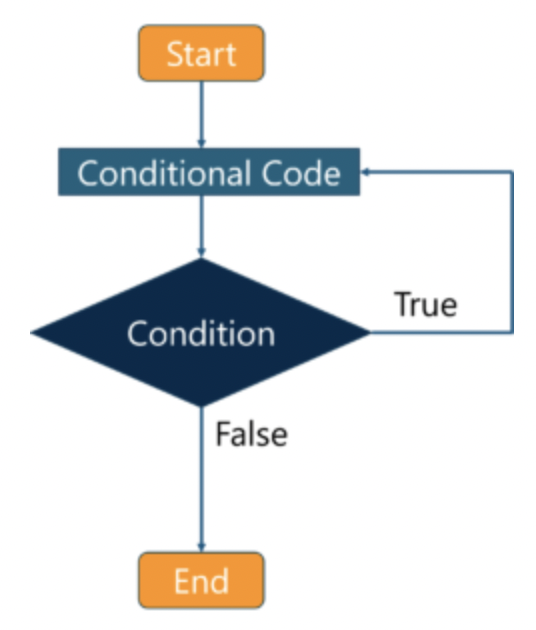 Start
Conditional Code
True
Condition
False
End